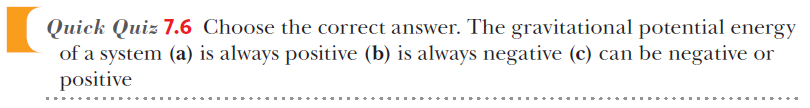 Quick Quiz 7.6 Choose the correct answer. The gravitational potential energy
of a system (a) is always positive (b) is always negative (c) can be negative or
positive